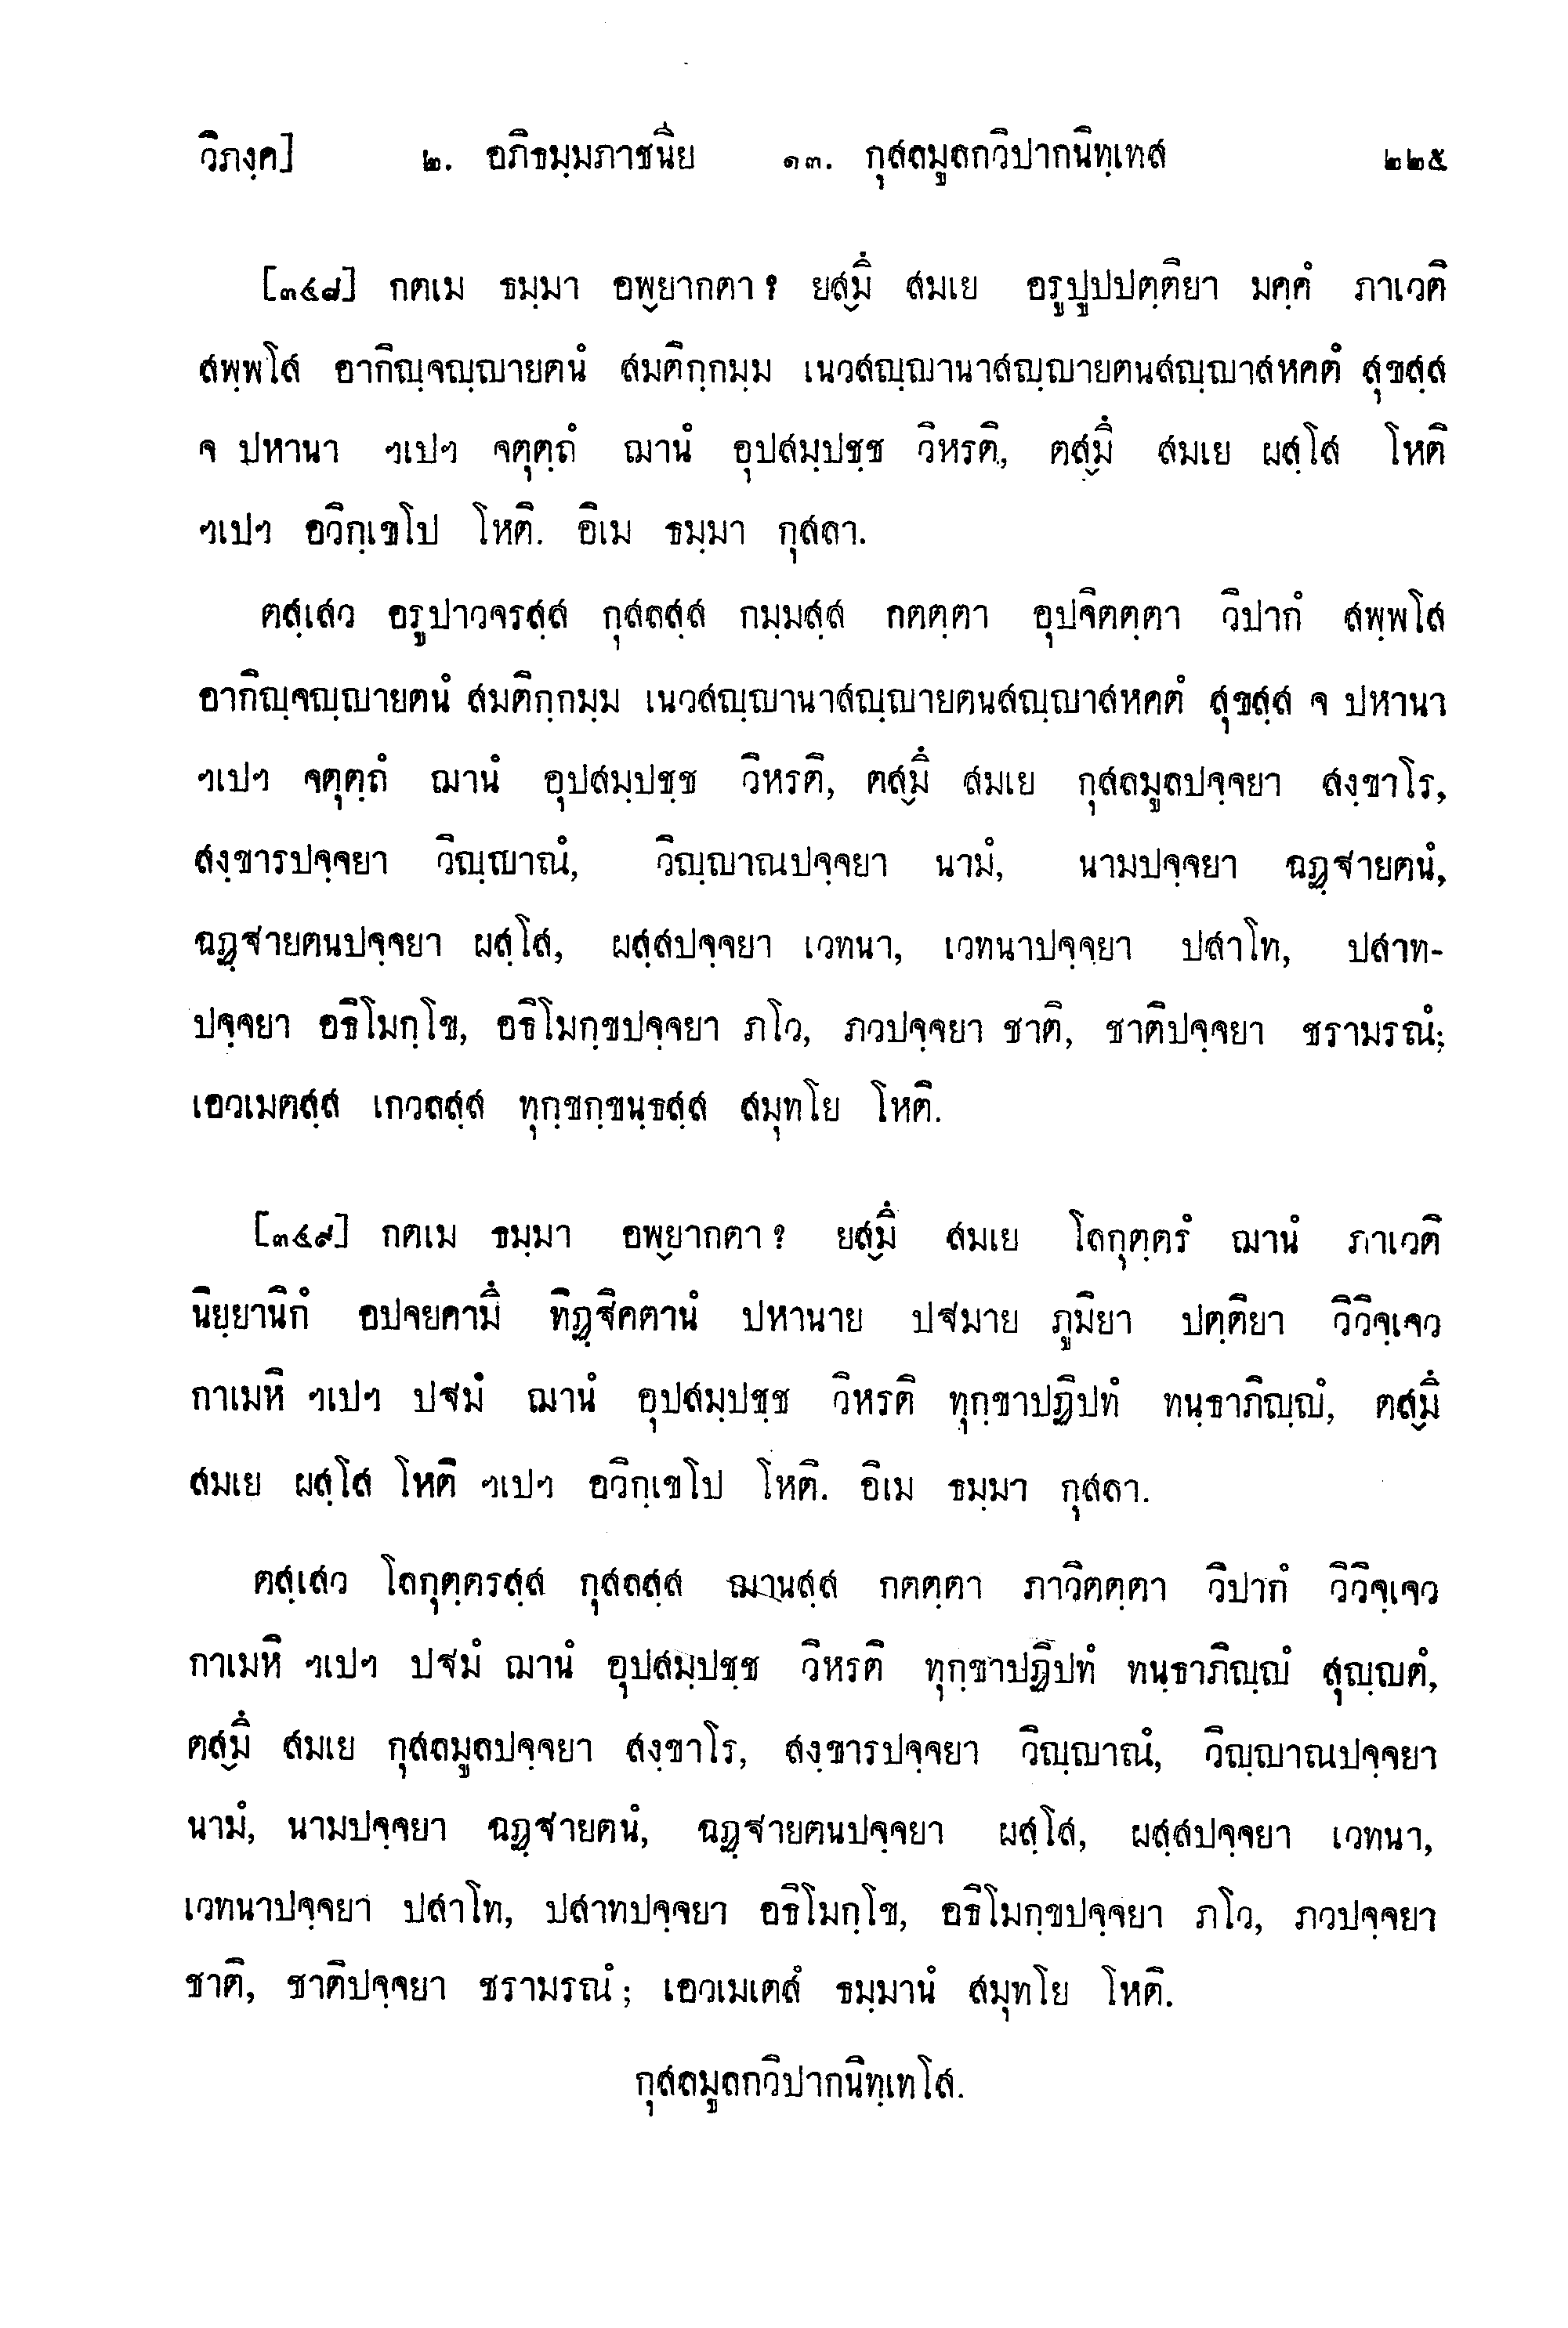 วิภงฺค] ๒. อภิธมฺมภาชนีย ๑๓. กุสลมูลกวิปากนิทฺเทส ๒๒๕
[๓๔๘] กตเม ธมฺมา อพฺยากตา? ยสฺมิํ สมเย อรูปูปปตฺติยา มคฺคํ ภาเวติ
สพฺพโส อากิญฺจญฺญายตนํ สมติกฺกมฺม เนวสญฺญานาสญฺญายตนสญฺญาสหคตํ สุขสฺส
จ ปหานา ฯเปฯ จตุตฺถํ ฌานํ อุปสมฺปชฺช วิหรติ, ตสฺมิํ สมเย ผสฺโส โหติ
ฯเปฯ อวิกฺเขโป โหติ. อิเม ธมฺมา กุสลา.
ตสฺเสว อรูปาวจรสฺส กุสลสฺส กมฺมสฺส กตตฺตา อุปจิตตฺตา วิปากํ สพฺพโส
อากิญฺจญฺญายตนํ สมติกฺกมฺม เนวสญฺญานาสญฺญายตนสญฺญาสหคตํ สุขสฺส จ ปหานา
ฯเปฯ จตุตฺถํ ฌานํ อุปสมฺปชฺช วิหรติ, ตสฺมิํ สมเย กุสลมูลปจฺจยา สงฺขาโร,
สงฺขารปจฺจยา วิญฺญาณํ, วิญฺญาณปจฺจยา นามํ, นามปจฺจยา ฉฏฺฐายตนํ,
ฉฏฺฐายตนปจฺจยา ผสฺโส, ผสฺสปจฺจยา เวทนา, เวทนาปจฺจยา ปสาโท, ปสาท-
ปจฺจยา อธิโมกฺโข, อธิโมกฺขปจฺจยา ภโว, ภวปจฺจยา ชาติ, ชาติปจฺจยา ชรามรณํ;
เอวเมตสฺส เกวลสฺส ทุกฺขกฺขนฺธสฺส สมุทโย โหติ.
[๓๔๙] กตเม ธมฺมา อพฺยากตา? ยสฺมิํ สมเย โลกุตฺตรํ ฌานํ ภาเวติ
นิยฺยานิกํ อปจยคามิํ ทิฏฺฐิคตานํ ปหานาย ปฐมาย ภูมิยา ปตฺติยา วิวิจฺเจว
กาเมหิ ฯเปฯ ปฐมํ ฌานํ อุปสมฺปชฺช วิหรติ ทุกฺขาปฏิปทํ ทนฺธาภิญฺญํ, ตสฺมิํ
สมเย ผสฺโส โหติ ฯเปฯ อวิกฺเขโป โหติ. อิเม ธมฺมา กุสลา.
ตสฺเสว โลกุตฺตรสฺส กุสลสฺส ฌานสฺส กตตฺตา ภาวิตตฺตา วิปากํ วิวิจฺเจว
กาเมหิ ฯเปฯ ปฐมํ ฌานํ อุปสมฺปชฺช วิหรติ ทุกฺขาปฏิปทํ ทนฺธาภิญฺญํ สุญฺญตํ,
ตสฺมิํ สมเย กุสลมูลปจฺจยา สงฺขาโร, สงฺขารปจฺจยา วิญฺญาณํ, วิญฺญาณปจฺจยา
นามํ, นามปจฺจยา ฉฏฺฐายตนํ, ฉฏฺฐายตนปจฺจยา ผสฺโส, ผสฺสปจฺจยา เวทนา,
เวทนาปจฺจยา ปสาโท, ปสาทปจฺจยา อธิโมกฺโข, อธิโมกฺขปจฺจยา ภโว, ภวปจฺจยา
ชาติ, ชาติปจฺจยา ชรามรณํ; เอวเมเตสํ ธมฺมานํ สมุทโย โหติ.
กุสลมูลกวิปากนิทฺเทโส.